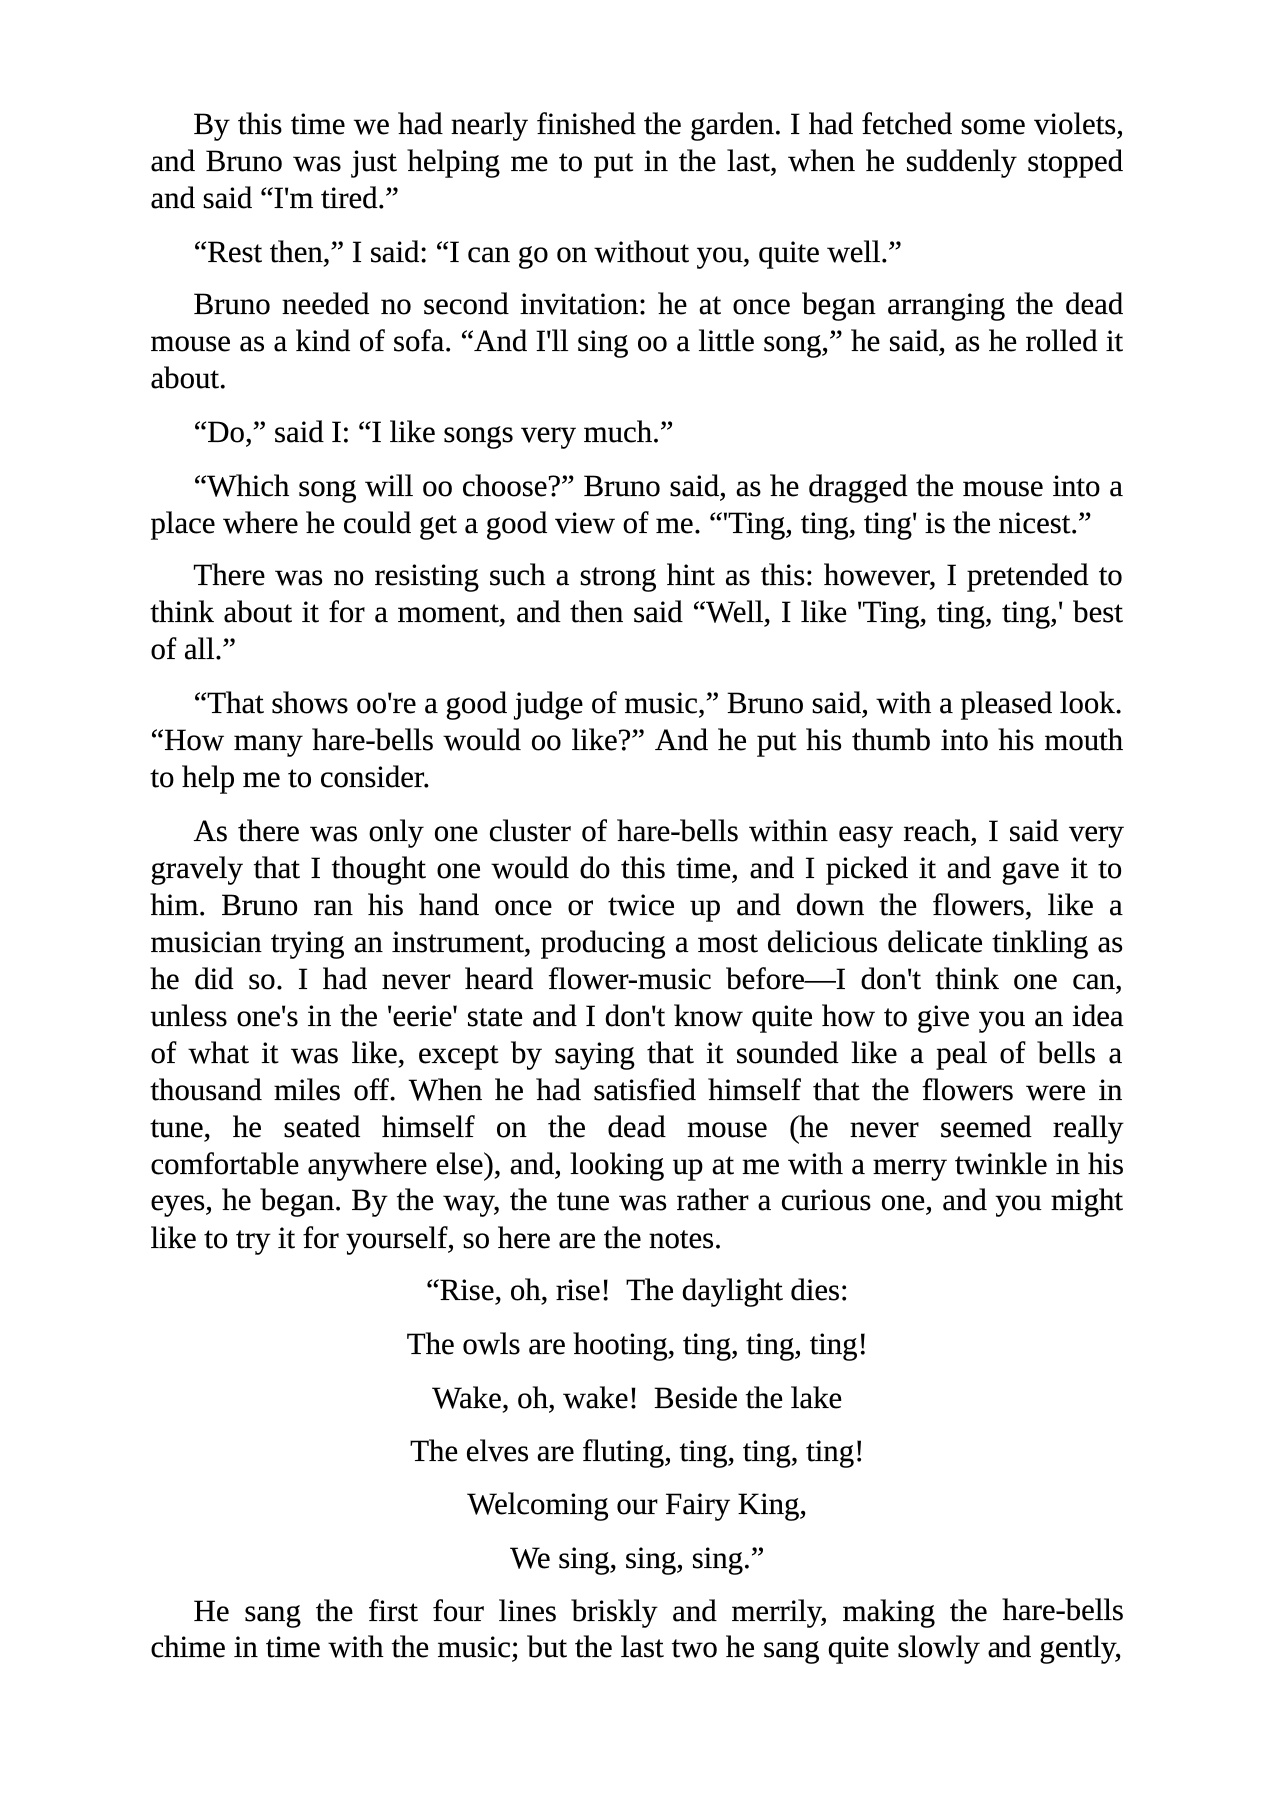 By this time we had nearly finished the garden. I had fetched some violets,
and Bruno was just helping me to put in the last, when he suddenly stopped
and said “I'm tired.”
“Rest then,” I said: “I can go on without you, quite well.”
Bruno needed no second invitation: he at once began arranging the dead
mouse as a kind of sofa. “And I'll sing oo a little song,” he said, as he rolled it
about.
“Do,” said I: “I like songs very much.”
“Which song will oo choose?” Bruno said, as he dragged the mouse into a
place where he could get a good view of me. “'Ting, ting, ting' is the nicest.”
There was no resisting such a strong hint as this: however, I pretended to
think about it for a moment, and then said “Well, I like 'Ting, ting, ting,' best
of all.”
“That shows oo're a good judge of music,” Bruno said, with a pleased look.
“How many hare-bells would oo like?” And he put his thumb into his mouth
to help me to consider.
As there was only one cluster of hare-bells within easy reach, I said very
gravely that I thought one would do this time, and I picked it and gave it to
him. Bruno ran his hand once or twice up and down the flowers, like a
musician trying an instrument, producing a most delicious delicate tinkling as
he did so. I had never heard flower-music before—I don't think one can,
unless one's in the 'eerie' state and I don't know quite how to give you an idea
of what it was like, except by saying that it sounded like a peal of bells a
thousand miles off. When he had satisfied himself that the flowers were in
tune, he seated himself on the dead mouse (he never seemed really
comfortable anywhere else), and, looking up at me with a merry twinkle in his
eyes, he began. By the way, the tune was rather a curious one, and you might
like to try it for yourself, so here are the notes.
“Rise, oh, rise!  The daylight dies:
The owls are hooting, ting, ting, ting!
Wake, oh, wake!  Beside the lake
The elves are fluting, ting, ting, ting!
Welcoming our Fairy King,
We sing, sing, sing.”
He sang the first four lines briskly and merrily, making the hare-bells
chime in time with the music; but the last two he sang quite slowly and gently,